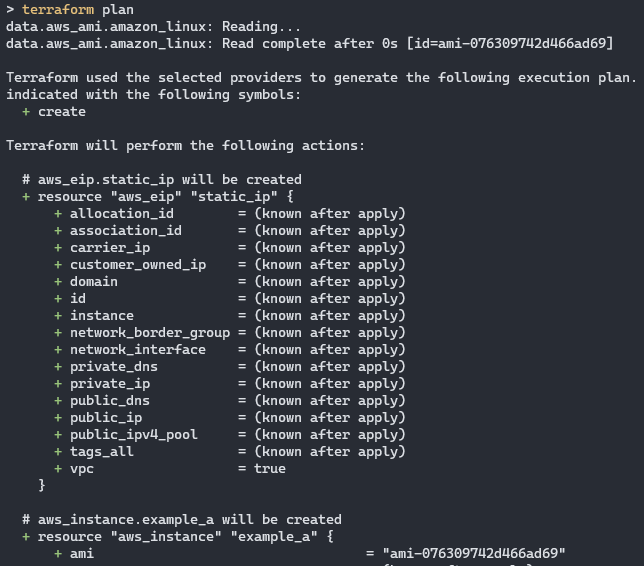 > terraform plan
data.aws_ami.amazon_linux: Reading...
data.aws_ami.amazon_linux: Read complete after 0s [id=ami-076309742d466ad69]

Terraform used the selected providers to generate the following execution plan.
indicated with the following symbols:
  + create

Terraform will perform the following actions:

  # aws_eip.static_ip will be created
  + resource "aws_eip" "static_ip" {
      + allocation_id        = (known after apply)
      + association_id       = (known after apply)
      + carrier_ip           = (known after apply)
      + customer_owned_ip    = (known after apply)
      + domain               = (known after apply)
      + id                   = (known after apply)
      + instance             = (known after apply)
      + network_border_group = (known after apply)
      + network_interface    = (known after apply)
      + private_dns          = (known after apply)
      + private_ip           = (known after apply)
      + public_dns           = (known after apply)
      + public_ip            = (known after apply)
      + public_ipv4_pool     = (known after apply)
      + tags_all             = (known after apply)
      + vpc                  = true
    }

  # aws_instance.example_a will be created
  + resource "aws_instance" "example_a" {
      + ami                                  = "ami-076309742d466ad69"